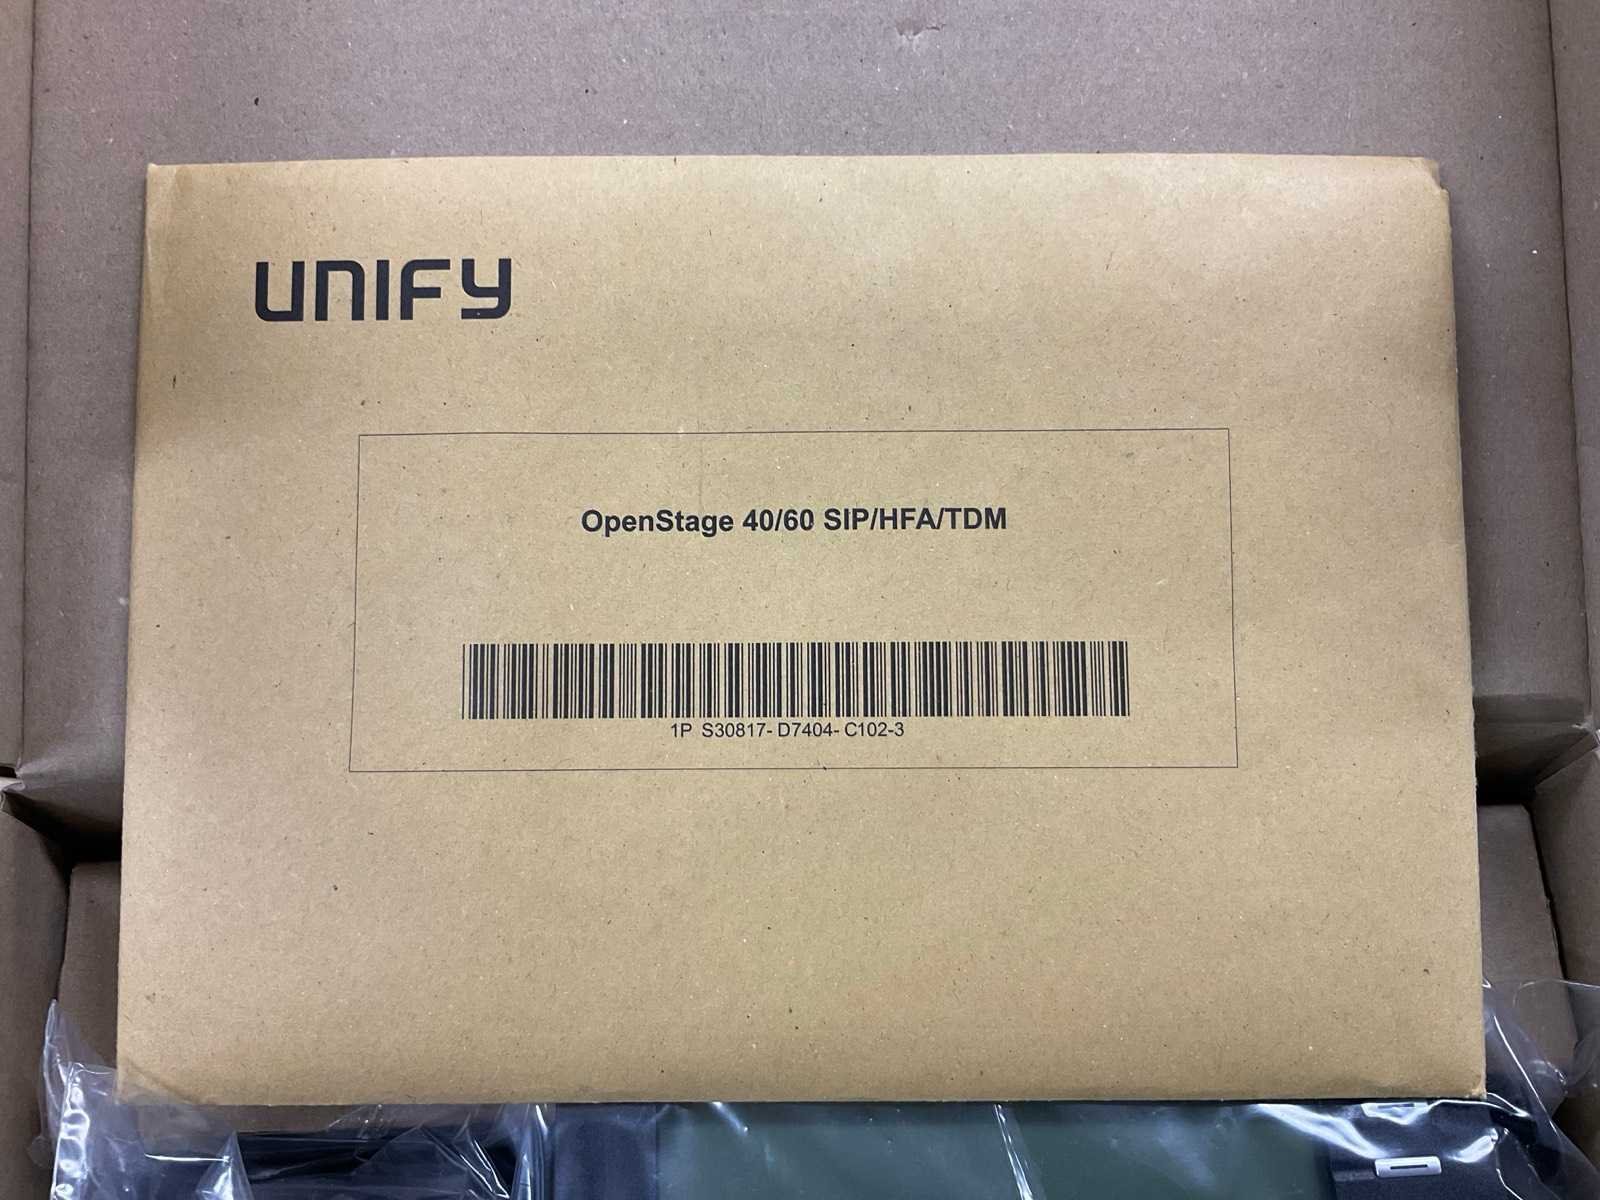 UNIFY
OpenStage 40/60 SIP/HFA/TDM
1P S30817- D7404- C102-3